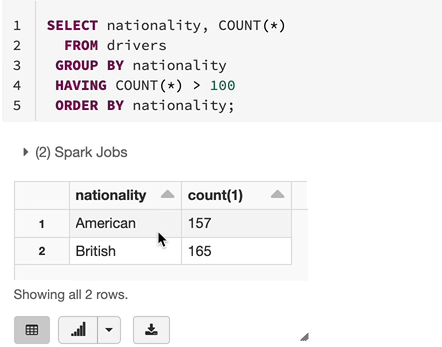 1 SELECT nationality, COUNT(*)
2 FROM drivers
3 GROUP BY nationality
4 HAVING COUNT(*) > 100
5 ORDER BY nationality;
(2) Spark Jobs
nationality count(1)
1 American 157
2 British 165
Showing all 2 rows.